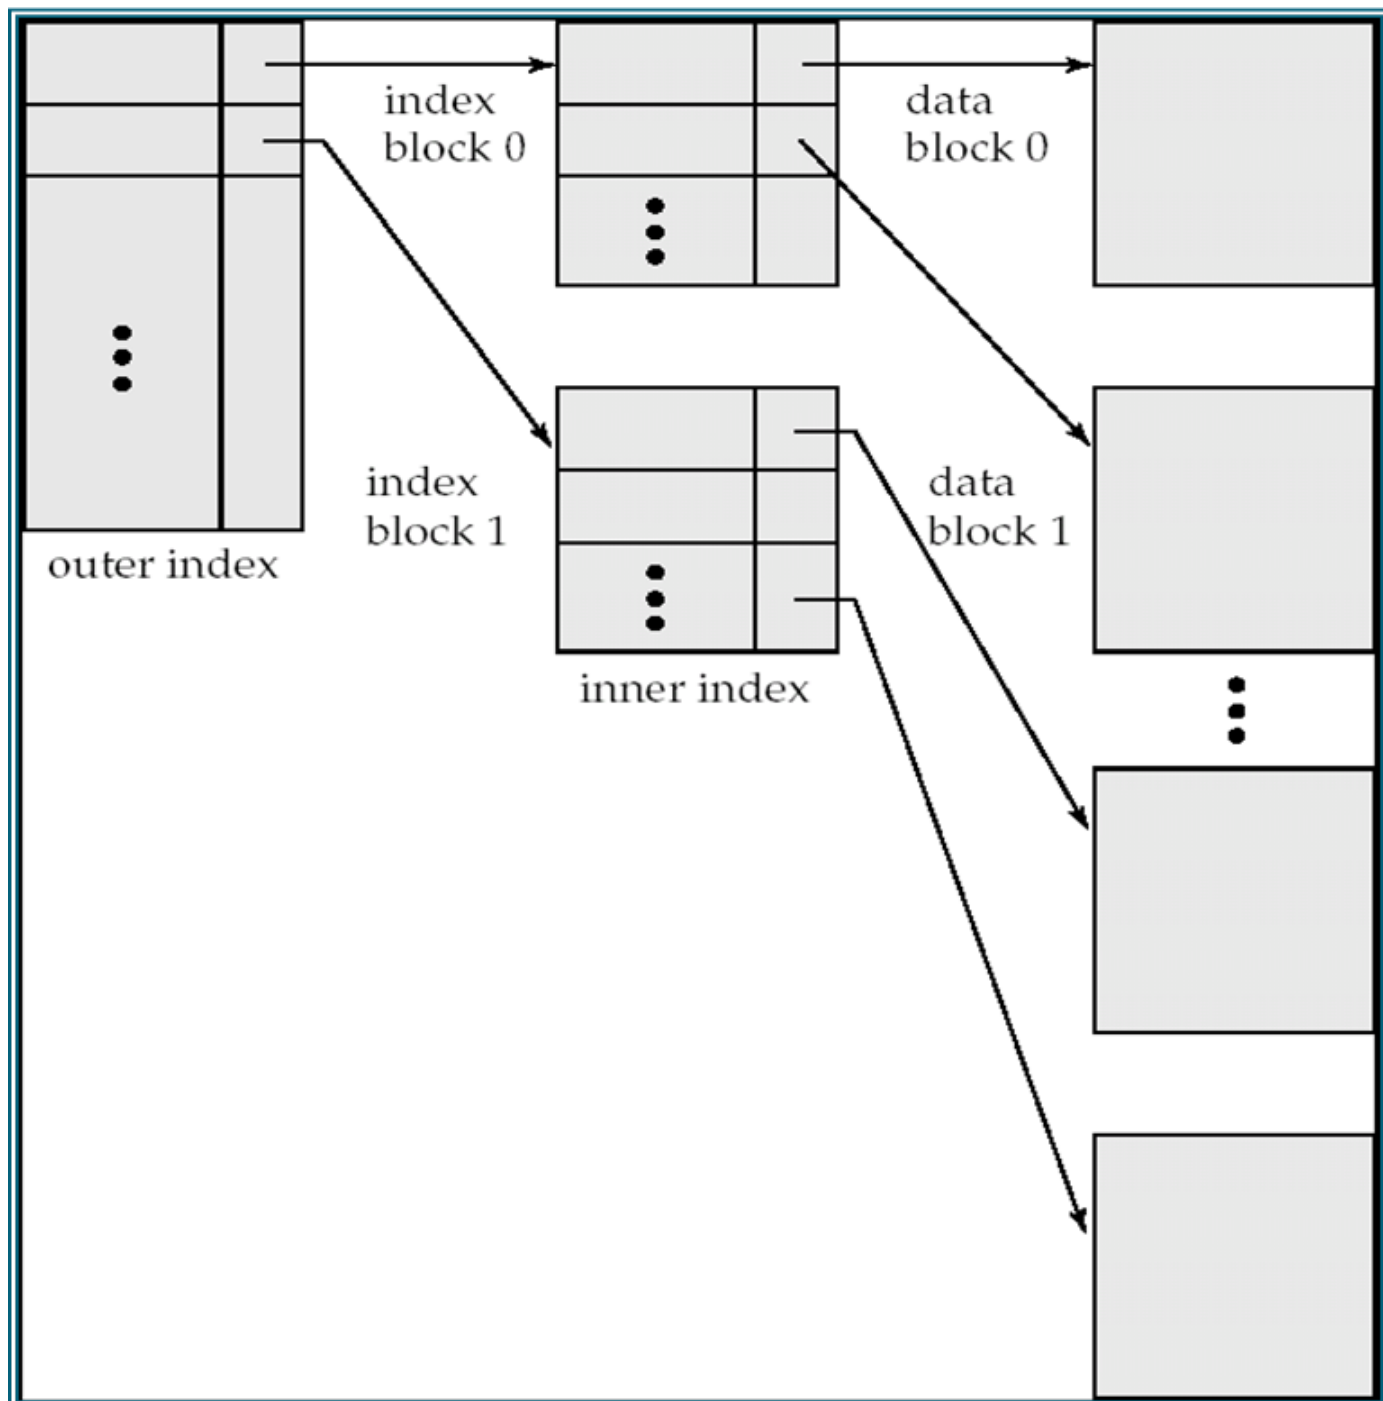 index
block 0
data
block 0
index
block 1
data
block 1
outer index
inner index